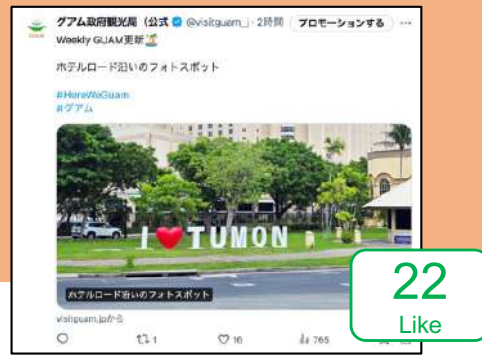 グアム政府観光局（公式 @visitguam_j · 2時間 プロモーションする …
Weekly GUAM更新
ホテルロード沿いのフォトスポット
#HereWeGuam
#グアム
I ❤ TUMON
ホテルロード沿いのフォトスポット
visitguam.jpから
1 16 765
22
Like